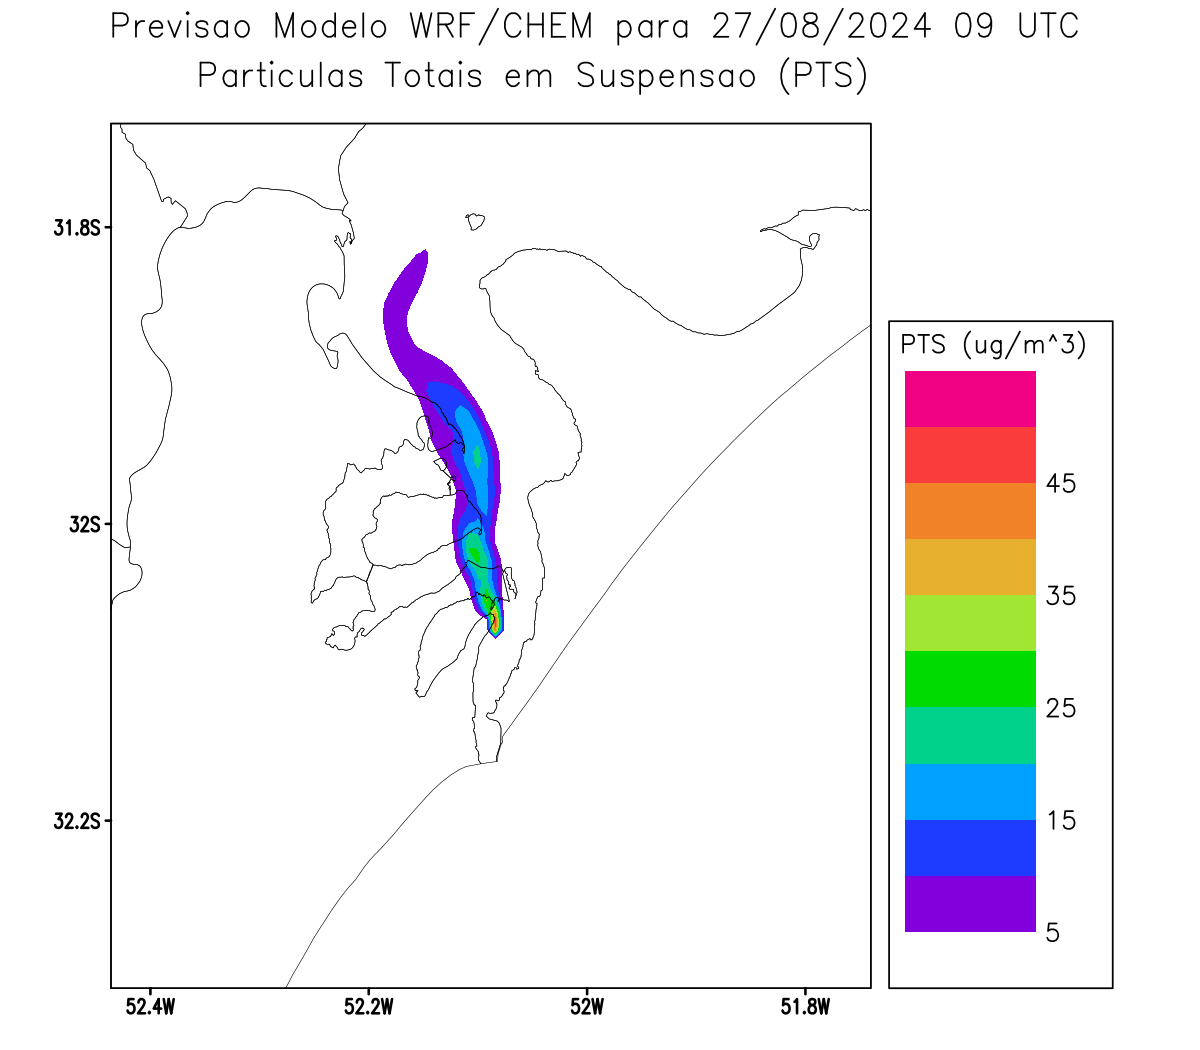 Previsao Modelo WRF/CHEM para 27/08/2024 09 UTC
Particulas Totais em Suspensao (PTS)
31.8S
32S
32.2S
52.4W
52.2W
52W
51.8W
PTS (ug/m^3)
45
35
25
15
5